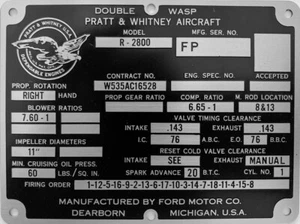 DOUBLE WASP
PRATT & WHITNEY AIRCRAFT
PRATT & WHITNEY U.S.A.
DEPENDABLE ENGINES
MODEL MFG. SERIAL NO.
R-2800 FP
CONTRACT NO. ENG. SPEC. NO. ACCEPTED
W535AC16528
PROP. ROTATION
RIGHT HAND
PROP GEAR RATIO COMP. RATIO M. ROD LOCATION
6.65-1 8&13
BLOWER RATIOS
7.60-1
VALVE TIMING CLEARANCE
INTAKE .143 EXHAUST .143
I.C. 76 A.B.C. E.O. 76 B.B.C.
IMPELLER DIAMETERS
11"
RESET COLD VALVE CLEARANCE
INTAKE SEE EXHAUST MANUAL
MIN. CRUISING OIL PRESS.
60 LBS./SQ. IN.
SPARK ADVANCE 20 B.T.C. CYL. NO. 1
FIRING ORDER 1-12-5-16-9-2-13-6-17-10-3-14-7-18-11-4-15-8
MANUFACTURED BY FORD MOTOR CO.
DEARBORN MICHIGAN, U.S.A.